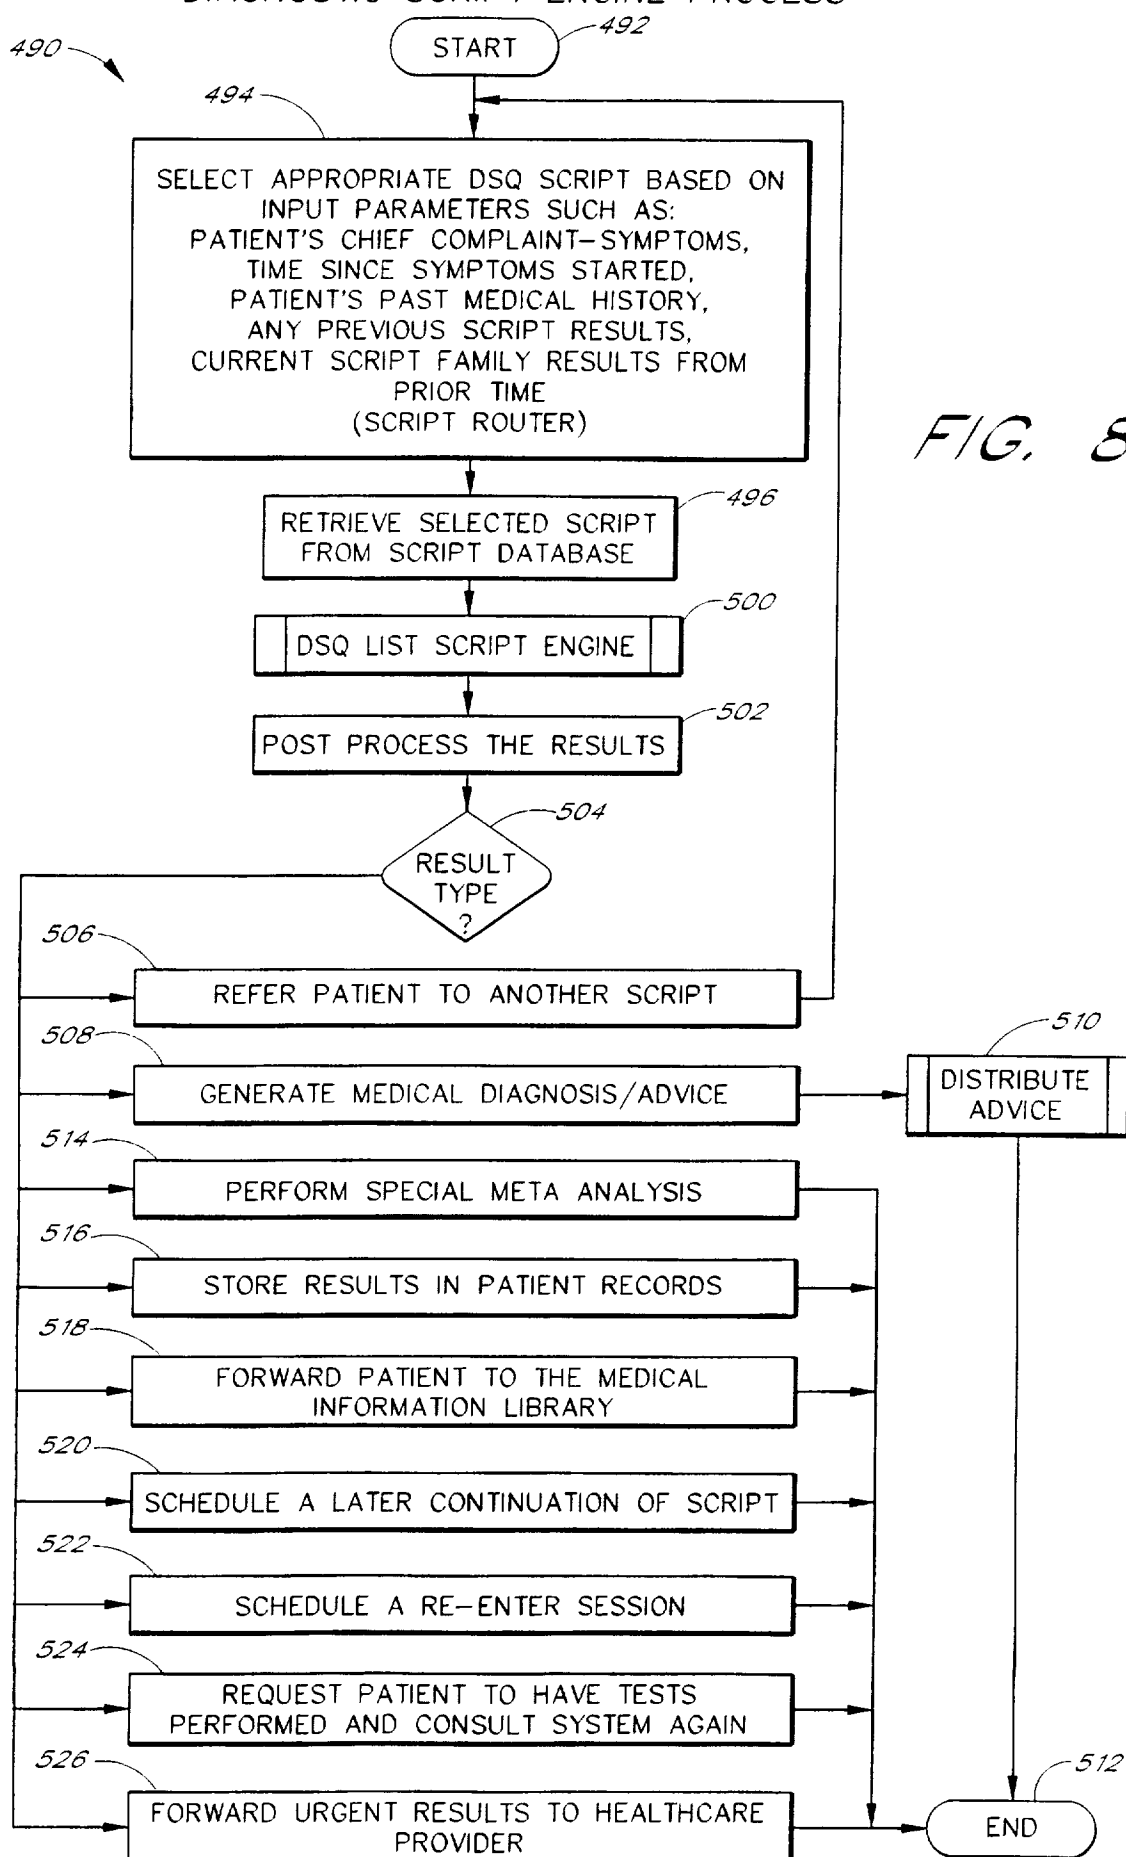 DIAGNOSTIC SCRIPT ENGINE PROCESS
START
492
490
494
SELECT APPROPRIATE DSQ SCRIPT BASED ON
INPUT PARAMETERS SUCH AS:
PATIENT'S CHIEF COMPLAINT-SYMPTOMS,
TIME SINCE SYMPTOMS STARTED,
PATIENT'S PAST MEDICAL HISTORY,
ANY PREVIOUS SCRIPT RESULTS,
CURRENT SCRIPT FAMILY RESULTS FROM
PRIOR TIME
(SCRIPT ROUTER)
FIG. 8
496
RETRIEVE SELECTED SCRIPT
FROM SCRIPT DATABASE
500
DSQ LIST SCRIPT ENGINE
502
POST PROCESS THE RESULTS
504
RESULT
TYPE
?
506
REFER PATIENT TO ANOTHER SCRIPT
508
GENERATE MEDICAL DIAGNOSIS/ADVICE
510
DISTRIBUTE
ADVICE
514
PERFORM SPECIAL META ANALYSIS
516
STORE RESULTS IN PATIENT RECORDS
518
FORWARD PATIENT TO THE MEDICAL
INFORMATION LIBRARY
520
SCHEDULE A LATER CONTINUATION OF SCRIPT
522
SCHEDULE A RE-ENTER SESSION
524
REQUEST PATIENT TO HAVE TESTS
PERFORMED AND CONSULT SYSTEM AGAIN
526
FORWARD URGENT RESULTS TO HEALTHCARE
PROVIDER
512
END